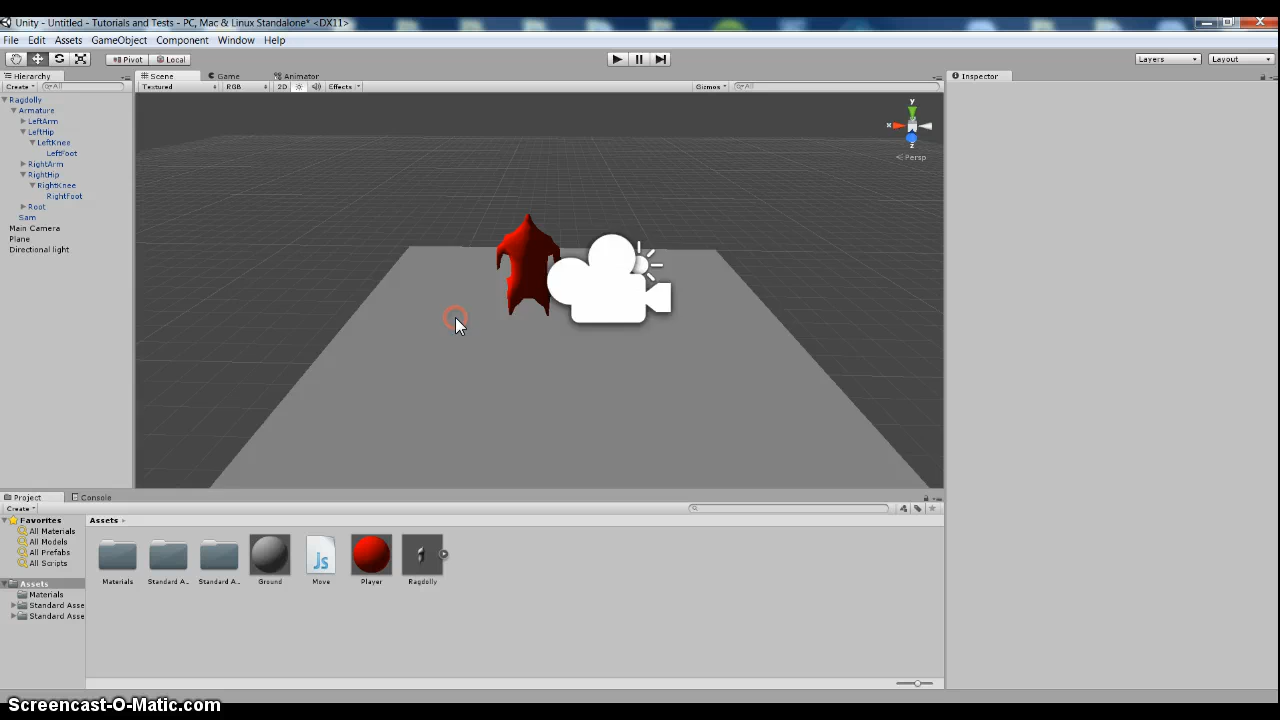 Unity - Untitled - Tutorials and Tests - PC, Mac & Linux Standalone* <DX11>
File Edit Assets GameObject Component Window Help
Pivot Local Layers Layout
Hierarchy Scene Game Animator Inspector
Create All Textured RGB 2D Effects Gizmos All
Ragdolly
Armature
LeftArm
LeftHip
LeftKnee
LeftFoot
RightArm
RightHip
RightKnee
RightFoot
Root
Sam
Main Camera
Plane
Directional light
y
x
z
Persp
Project Console
Create
Favorites
All Materials
All Models
All Prefabs
All Scripts
Assets
Materials
Standard Asse
Standard Asse
Assets
Js
Materials Standard A... Standard A... Ground Move Player Ragdolly
Screencast-O-Matic.com